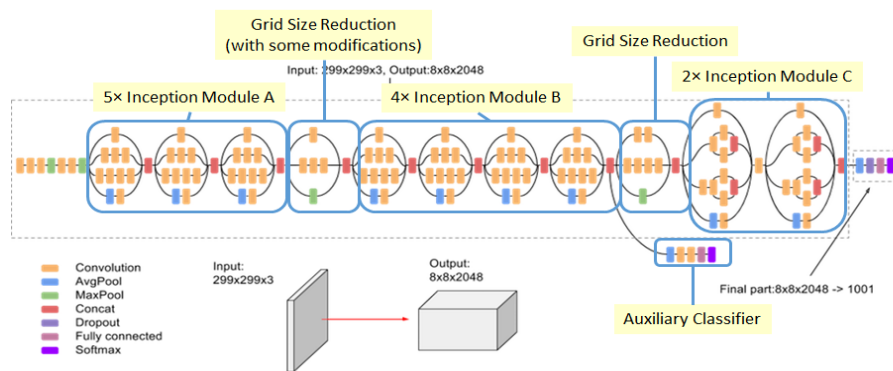 Grid Size Reduction
(with some modifications)
Grid Size Reduction
Input: 299x299x3, Output:8x8x2048
5× Inception Module A
4× Inception Module B
2× Inception Module C
Convolution
AvgPool
MaxPool
Concat
Dropout
Fully connected
Softmax
Input:
299x299x3
Output:
8x8x2048
Auxiliary Classifier
Final part:8x8x2048 -> 1001